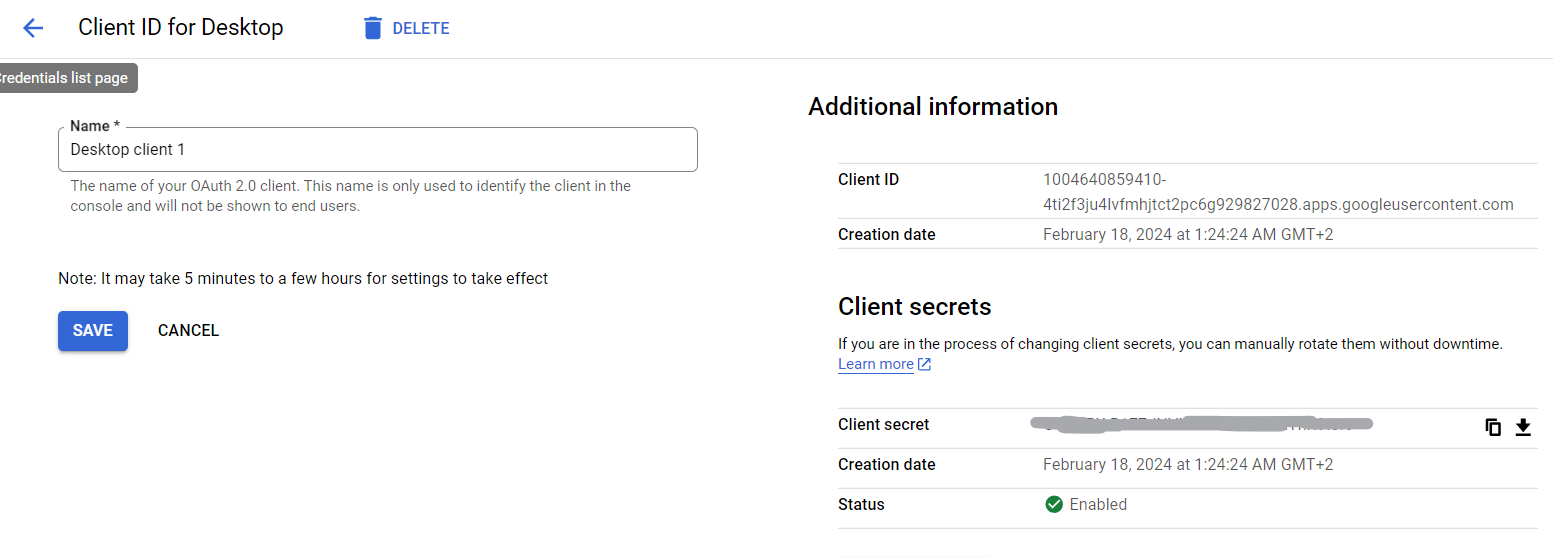 Client ID for Desktop
DELETE
Credentials list page
Name *
Desktop client 1
The name of your OAuth 2.0 client. This name is only used to identify the client in the
console and will not be shown to end users.
Note: It may take 5 minutes to a few hours for settings to take effect
SAVE CANCEL
Additional information
Client ID 1004640859410-
4ti2f3ju4lvfmhjtct2pc6g929827028.apps.googleusercontent.com
Creation date February 18, 2024 at 1:24:24 AM GMT+2
Client secrets
If you are in the process of changing client secrets, you can manually rotate them without downtime.
Learn more
Client secret
Creation date February 18, 2024 at 1:24:24 AM GMT+2
Status Enabled